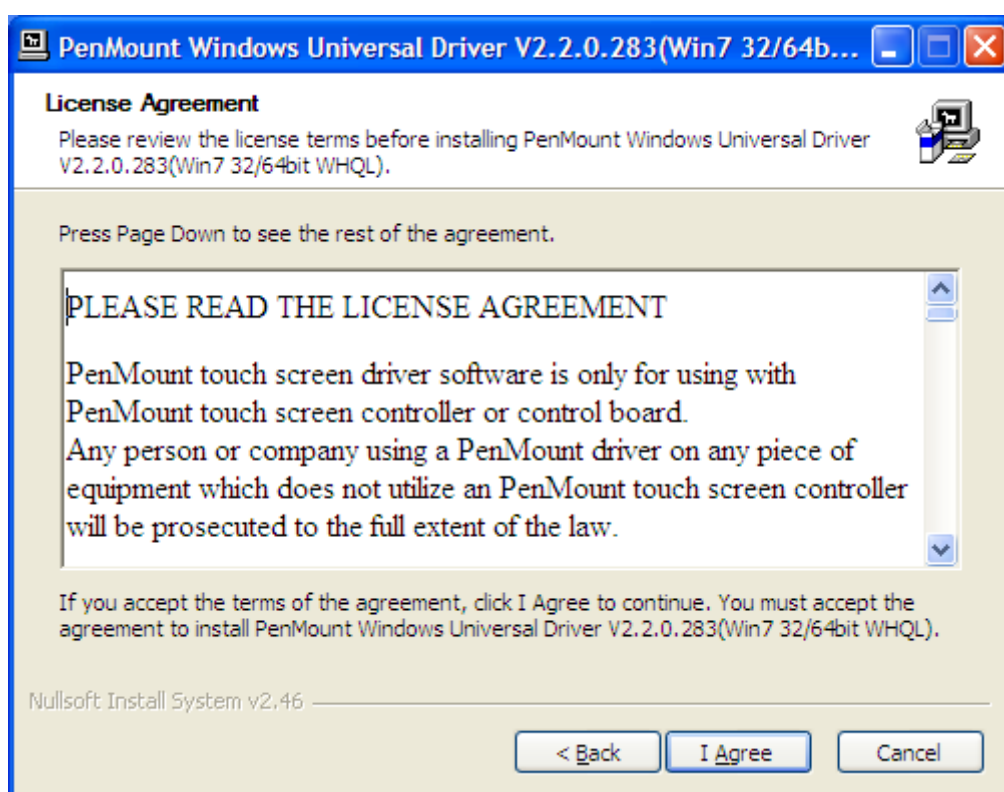 PenMount Windows Universal Driver V2.2.0.283(Win7 32/64b...
License Agreement
Please review the license terms before installing PenMount Windows Universal Driver
V2.2.0.283(Win7 32/64bit WHQL).
Press Page Down to see the rest of the agreement.
PLEASE READ THE LICENSE AGREEMENT
PenMount touch screen driver software is only for using with
PenMount touch screen controller or control board.
Any person or company using a PenMount driver on any piece of
equipment which does not utilize an PenMount touch screen controller
will be prosecuted to the full extent of the law.
If you accept the terms of the agreement, click I Agree to continue. You must accept the
agreement to install PenMount Windows Universal Driver V2.2.0.283(Win7 32/64bit WHQL).
Nullsoft Install System v2.46
< Back
I Agree
Cancel